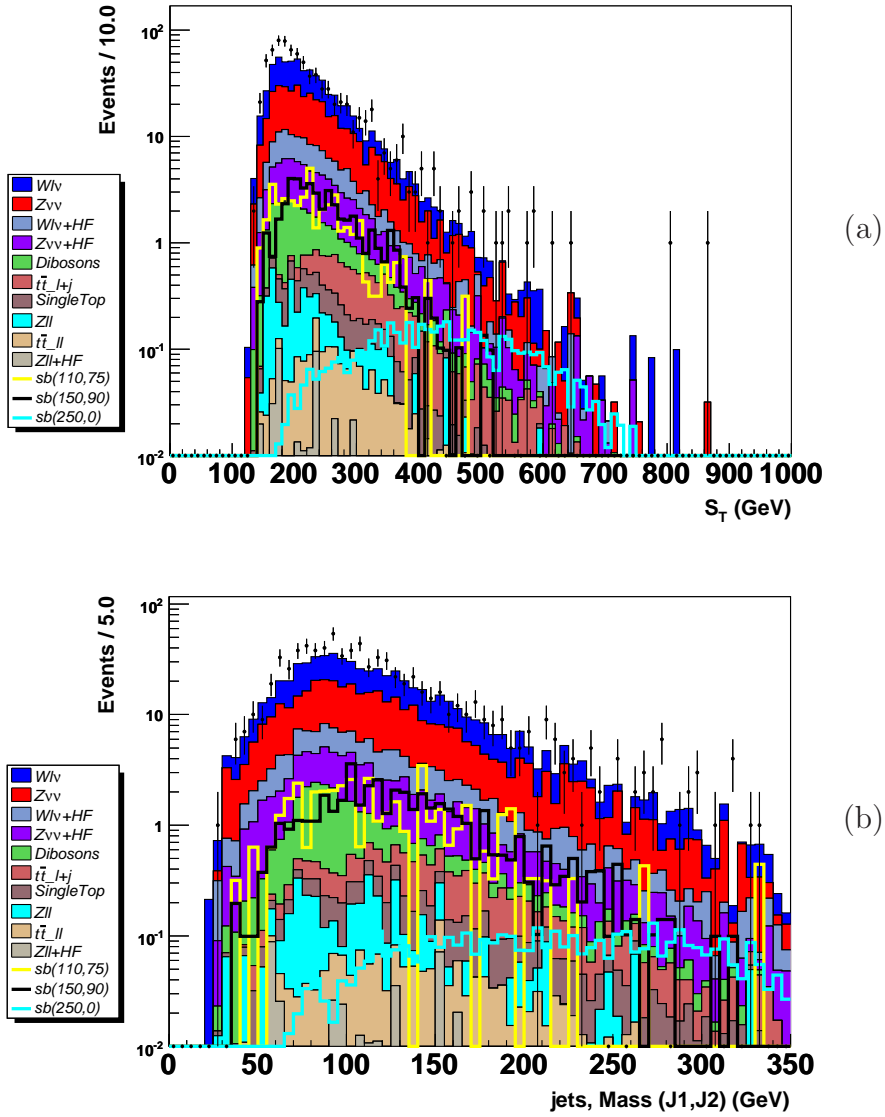 Events / 10.0
10²
10
1
10⁻¹
10⁻²
0 100 200 300 400 500 600 700 800 900 1000
S_T (GeV)
Wlν
Zνν
Wlν+HF
Zνν+HF
Dibosons
tt̄_l+j
SingleTop
Zll
tt̄_ll
Zll+HF
sb(110,75)
sb(150,90)
sb(250,0)
(a)
Events / 5.0
10²
10
1
10⁻¹
10⁻²
0 50 100 150 200 250 300 350
jets, Mass (J1,J2) (GeV)
Wlν
Zνν
Wlν+HF
Zνν+HF
Dibosons
tt̄_l+j
SingleTop
Zll
tt̄_ll
Zll+HF
sb(110,75)
sb(150,90)
sb(250,0)
(b)